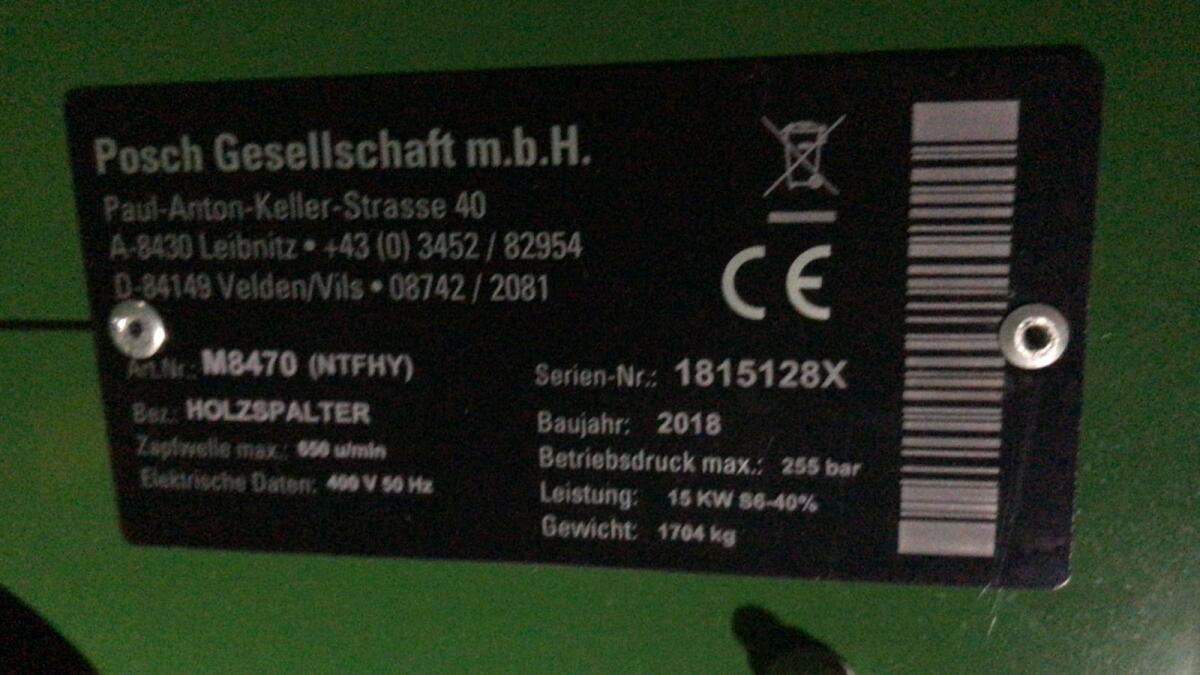 Posch Gesellschaft m.b.H.
Paul-Anton-Keller-Strasse 40
A-8430 Leibnitz • +43 (0) 3452 / 82954
D-84149 Velden/Vils • 08742 / 2081
CE
Art.Nr.: M8470 (NTFHY)
Bez.: HOLZSPALTER
Zapfwelle max.: u/min
Elektrische Daten: 400 V 50 Hz
Serien-Nr.: 1815128X
Baujahr: 2018
Betriebsdruck max.: 255 bar
Leistung: 15 KW S6-40%
Gewicht: 1704 kg